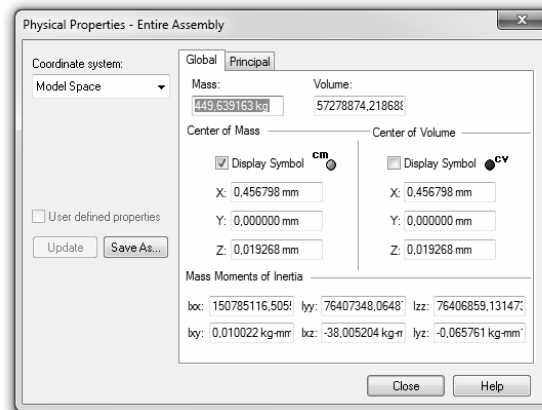 Physical Properties - Entire Assembly
Coordinate system:
Model Space
User defined properties
Update Save As...
Global Principal
Mass: Volume:
449,639163 kg 57278874,218688
Center of Mass Center of Volume
Display Symbol cm Display Symbol cv
X: 0,456798 mm X: 0,456798 mm
Y: 0,000000 mm Y: 0,000000 mm
Z: 0,019268 mm Z: 0,019268 mm
Mass Moments of Inertia
Ixx: 150785116,505 Iyy: 76407348,0648 Izz: 76406859,13147
Ixy: 0,010022 kg-mm Ixz: -38,005204 kg-m Iyz: -0,065761 kg-mm
Close Help